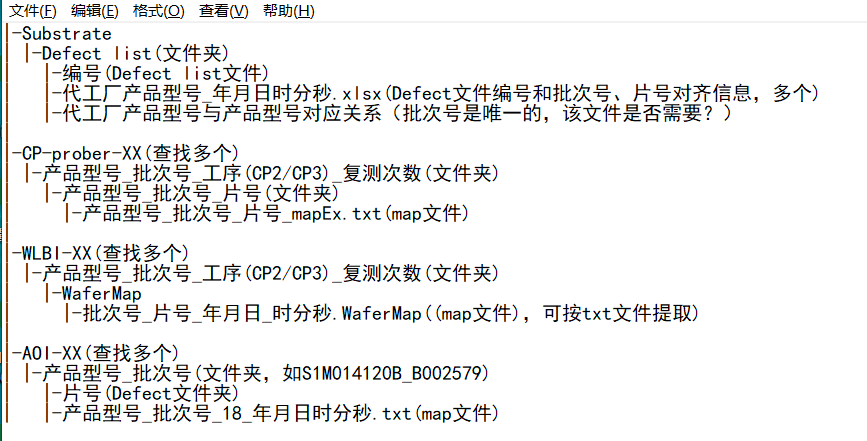 文件(F) 编辑(E) 格式(O) 查看(V) 帮助(H)
|-Substrate
| |-Defect list(文件夹)
|   |-编号(Defect list文件)
|   |-代工厂产品型号_年月日时分秒.xlsx(Defect文件编号和批次号、片号对齐信息，多个)
|   |-代工厂产品型号与产品型号对应关系（批次号是唯一的，该文件是否需要？）
|
|-CP-prober-XX(查找多个)
| |-产品型号_批次号_工序(CP2/CP3)_复测次数(文件夹)
|   |-产品型号_批次号_片号(文件夹)
|     |-产品型号_批次号_片号_mapEx.txt(map文件)
|
|-WLBI-XX(查找多个)
| |-产品型号_批次号_工序(CP2/CP3)_复测次数(文件夹)
|   |-WaferMap
|     |-批次号_片号_年月日_时分秒.WaferMap((map文件)，可按txt文件提取)
|
|-AOI-XX(查找多个)
| |-产品型号_批次号(文件夹，如S1M014120B_B002579)
|   |-片号(Defect文件夹)
|   |-产品型号_批次号_18_年月日时分秒.txt(map文件)